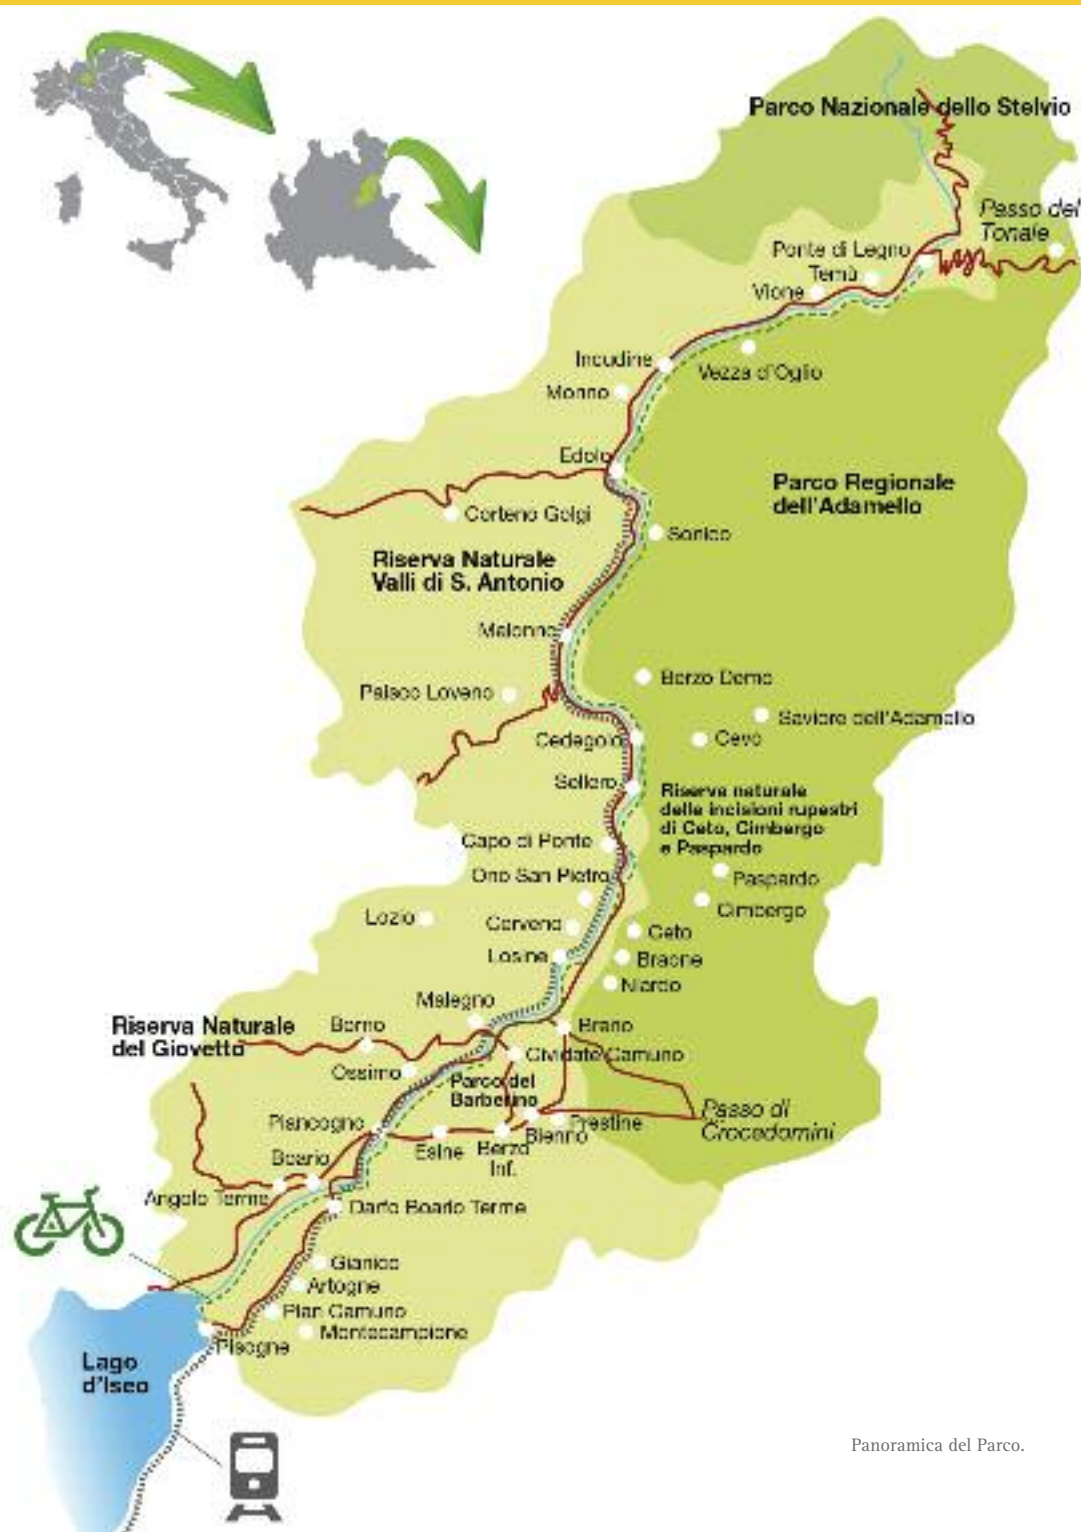 Parco Nazionale dello Stelvio
Passo del
Tonale
Ponte di Legno
Temù
Vione
Incudine
Vezza d'Oglio
Monno
Edolo
Parco Regionale
dell'Adamello
Corteno Golgi
Sonico
Riserva Naturale
Valli di S. Antonio
Malonno
Berzo Demo
Paisco Loveno
Saviore dell'Adamello
Cedegolo
Cevo
Sellero
Riserva naturale
delle incisioni rupestri
di Ceto, Cimbergo
e Paspardo
Capo di Ponte
Ono San Pietro
Paspardo
Cimbergo
Lozio
Cerveno
Ceto
Losine
Braone
Niardo
Malegno
Riserva Naturale
del Giovetto
Borno
Breno
Cividate Camuno
Ossimo
Parco del
Barberino
Passo di
Crocedomini
Piancogno
Prestine
Bienno
Esine
Berzo
Inf.
Boario
Angolo Terme
Darfo Boario Terme
Gianico
Artogne
Pian Camuno
Montecampione
Pisogne
Lago
d'Iseo
Panoramica del Parco.